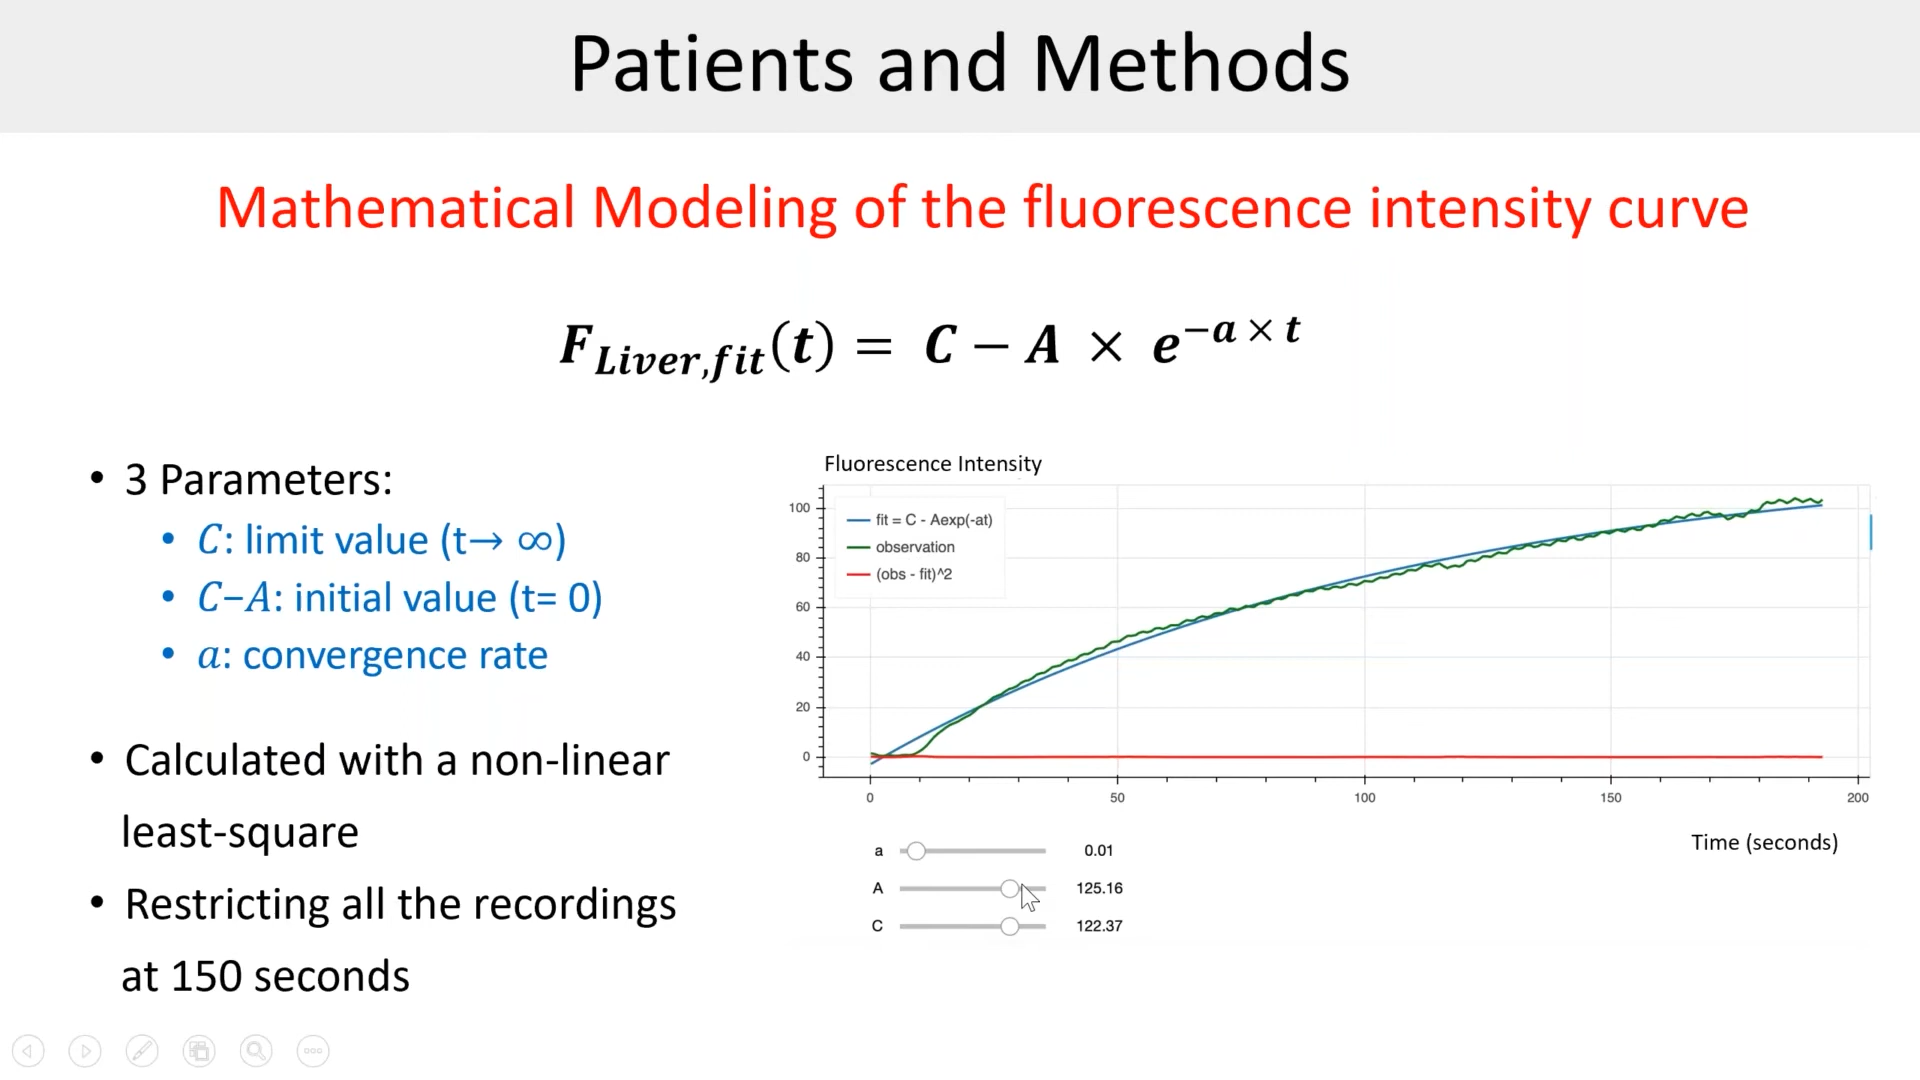 Patients and Methods
Mathematical Modeling of the fluorescence intensity curve
F_{Liver,fit}(t) = C − A × e^{−a × t}
• 3 Parameters:
• C: limit value (t→ ∞)
• C−A: initial value (t= 0)
• a: convergence rate
• Calculated with a non-linear
least-square
• Restricting all the recordings
at 150 seconds
Fluorescence Intensity
fit = C - Aexp(-at)
observation
(obs - fit)^2
100
80
60
40
20
0
0 50 100 150 200
Time (seconds)
a 0.01
A 125.16
C 122.37